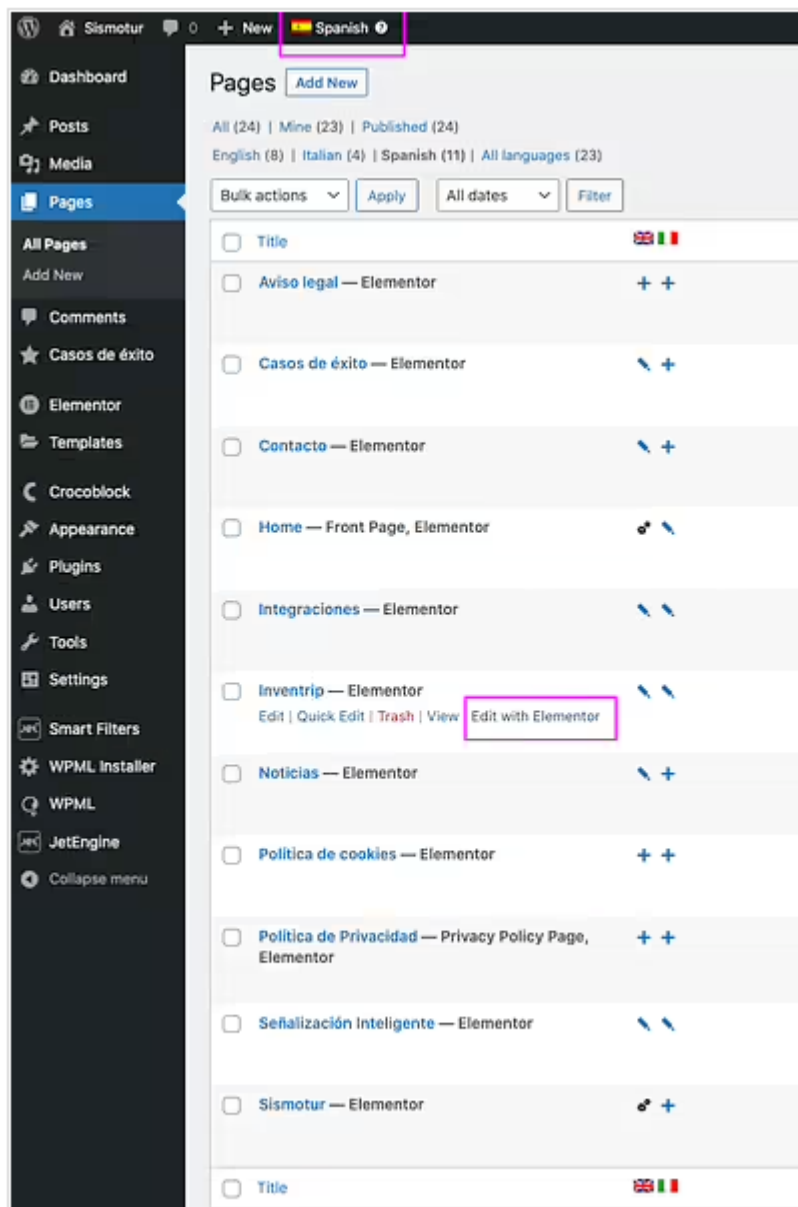 Sismotur 0 + New Spanish ?
Dashboard
Posts
Media
Pages
All Pages
Add New
Comments
Casos de éxito
Elementor
Templates
Crocoblock
Appearance
Plugins
Users
Tools
Settings
Smart Filters
WPML Installer
WPML
JetEngine
Collapse menu
Pages Add New
All (24) | Mine (23) | Published (24)
English (8) | Italian (4) | Spanish (11) | All languages (23)
Bulk actions Apply All dates Filter
Title
Aviso legal — Elementor
Casos de éxito — Elementor
Contacto — Elementor
Home — Front Page, Elementor
Integraciones — Elementor
Inventrip — Elementor
Edit | Quick Edit | Trash | View Edit with Elementor
Noticias — Elementor
Política de cookies — Elementor
Política de Privacidad — Privacy Policy Page,
Elementor
Señalización Inteligente — Elementor
Sismotur — Elementor
Title